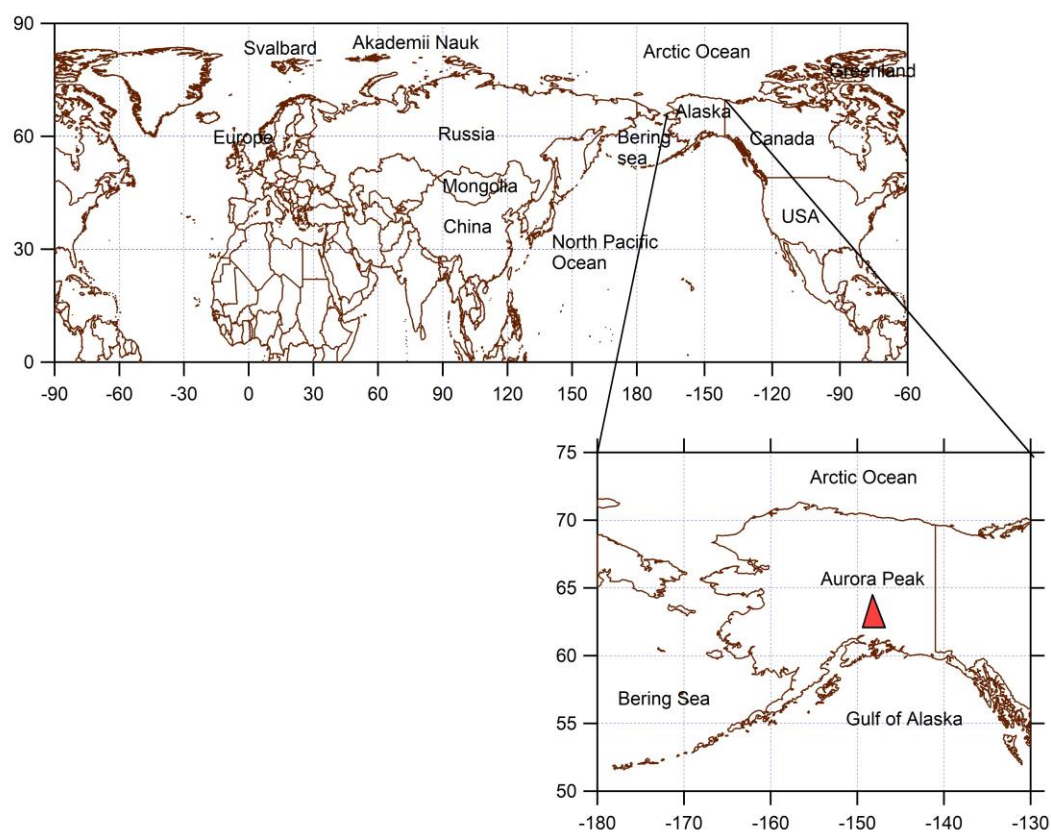 90
Svalbard
Akademii Nauk
Arctic Ocean
Greenland
Alaska
60
Europe
Russia
Bering
sea
Canada
Mongolia
China
USA
North Pacific
Ocean
30
0
-90 -60 -30 0 30 60 90 120 150 180 -150 -120 -90 -60
75
Arctic Ocean
70
Aurora Peak
65
60
Bering Sea
Gulf of Alaska
55
50
-180 -170 -160 -150 -140 -130